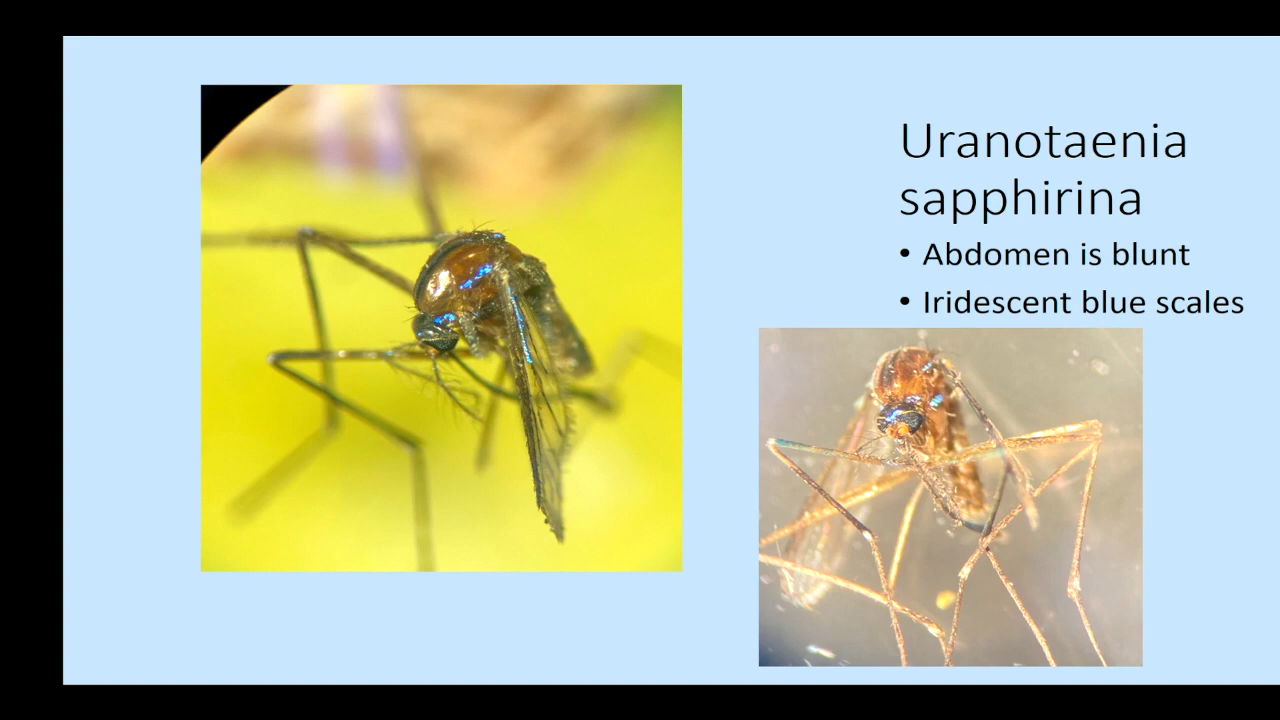 Uranotaenia
sapphirina
• Abdomen is blunt
• Iridescent blue scales